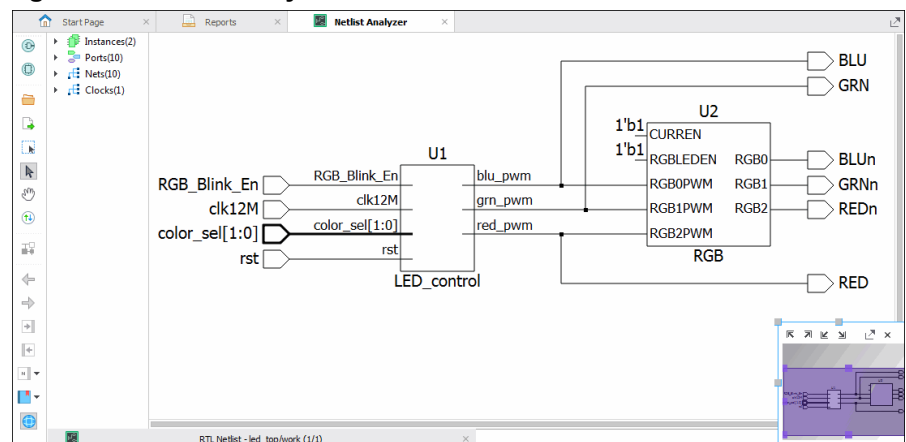 Start Page
Reports
Netlist Analyzer
Instances(2)
Ports(10)
Nets(10)
Clocks(1)
BLU
GRN
U2
1'b1
CURREN
1'b1
RGBLEDEN RGB0
BLUn
U1
RGB_Blink_En
RGB_Blink_En
blu_pwm
RGB0PWM RGB1
GRNn
clk12M
clk12M
grn_pwm
RGB1PWM RGB2
REDn
color_sel[1:0]
color_sel[1:0]
red_pwm
RGB2PWM
rst
rst
RGB
LED_control
RED
RTL Netlist - led_top/work (1/1)